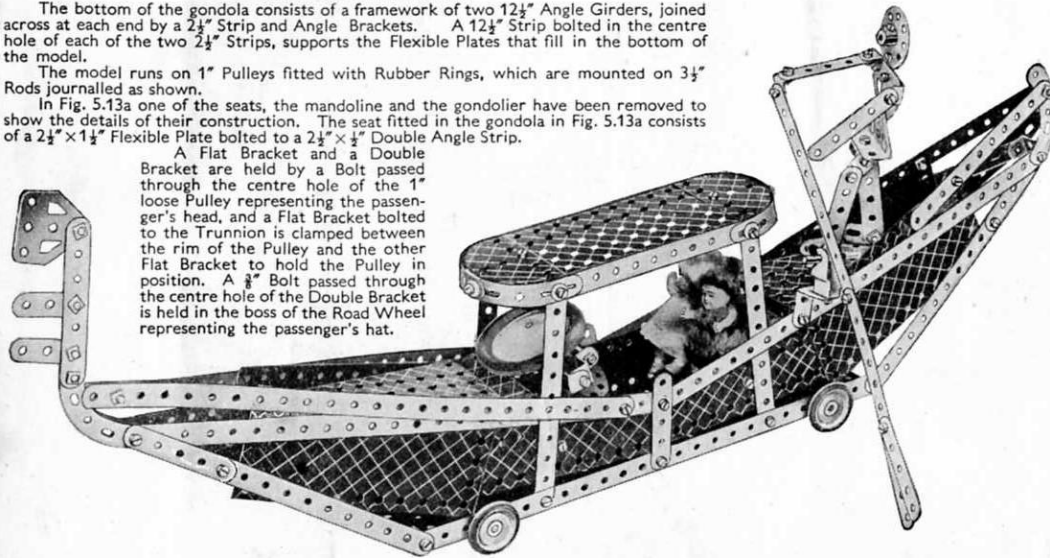 The bottom of the gondola consists of a framework of two 12½″ Angle Girders, joined
across at each end by a 2½″ Strip and Angle Brackets. A 12½″ Strip bolted in the centre
hole of each of the two 2½″ Strips, supports the Flexible Plates that fill in the bottom of
the model.
The model runs on 1″ Pulleys fitted with Rubber Rings, which are mounted on 3½″
Rods journalled as shown.
In Fig. 5.13a one of the seats, the mandoline and the gondolier have been removed to
show the details of their construction. The seat fitted in the gondola in Fig. 5.13a consists
of a 2½″ × 1½″ Flexible Plate bolted to a 2½″ × ½″ Double Angle Strip.
A Flat Bracket and a Double
Bracket are held by a Bolt passed
through the centre hole of the 1″
loose Pulley representing the passen-
ger's head, and a Flat Bracket bolted
to the Trunnion is clamped between
the rim of the Pulley and the other
Flat Bracket to hold the Pulley in
position. A ⅜″ Bolt passed through
the centre hole of the Double Bracket
is held in the boss of the Road Wheel
representing the passenger's hat.